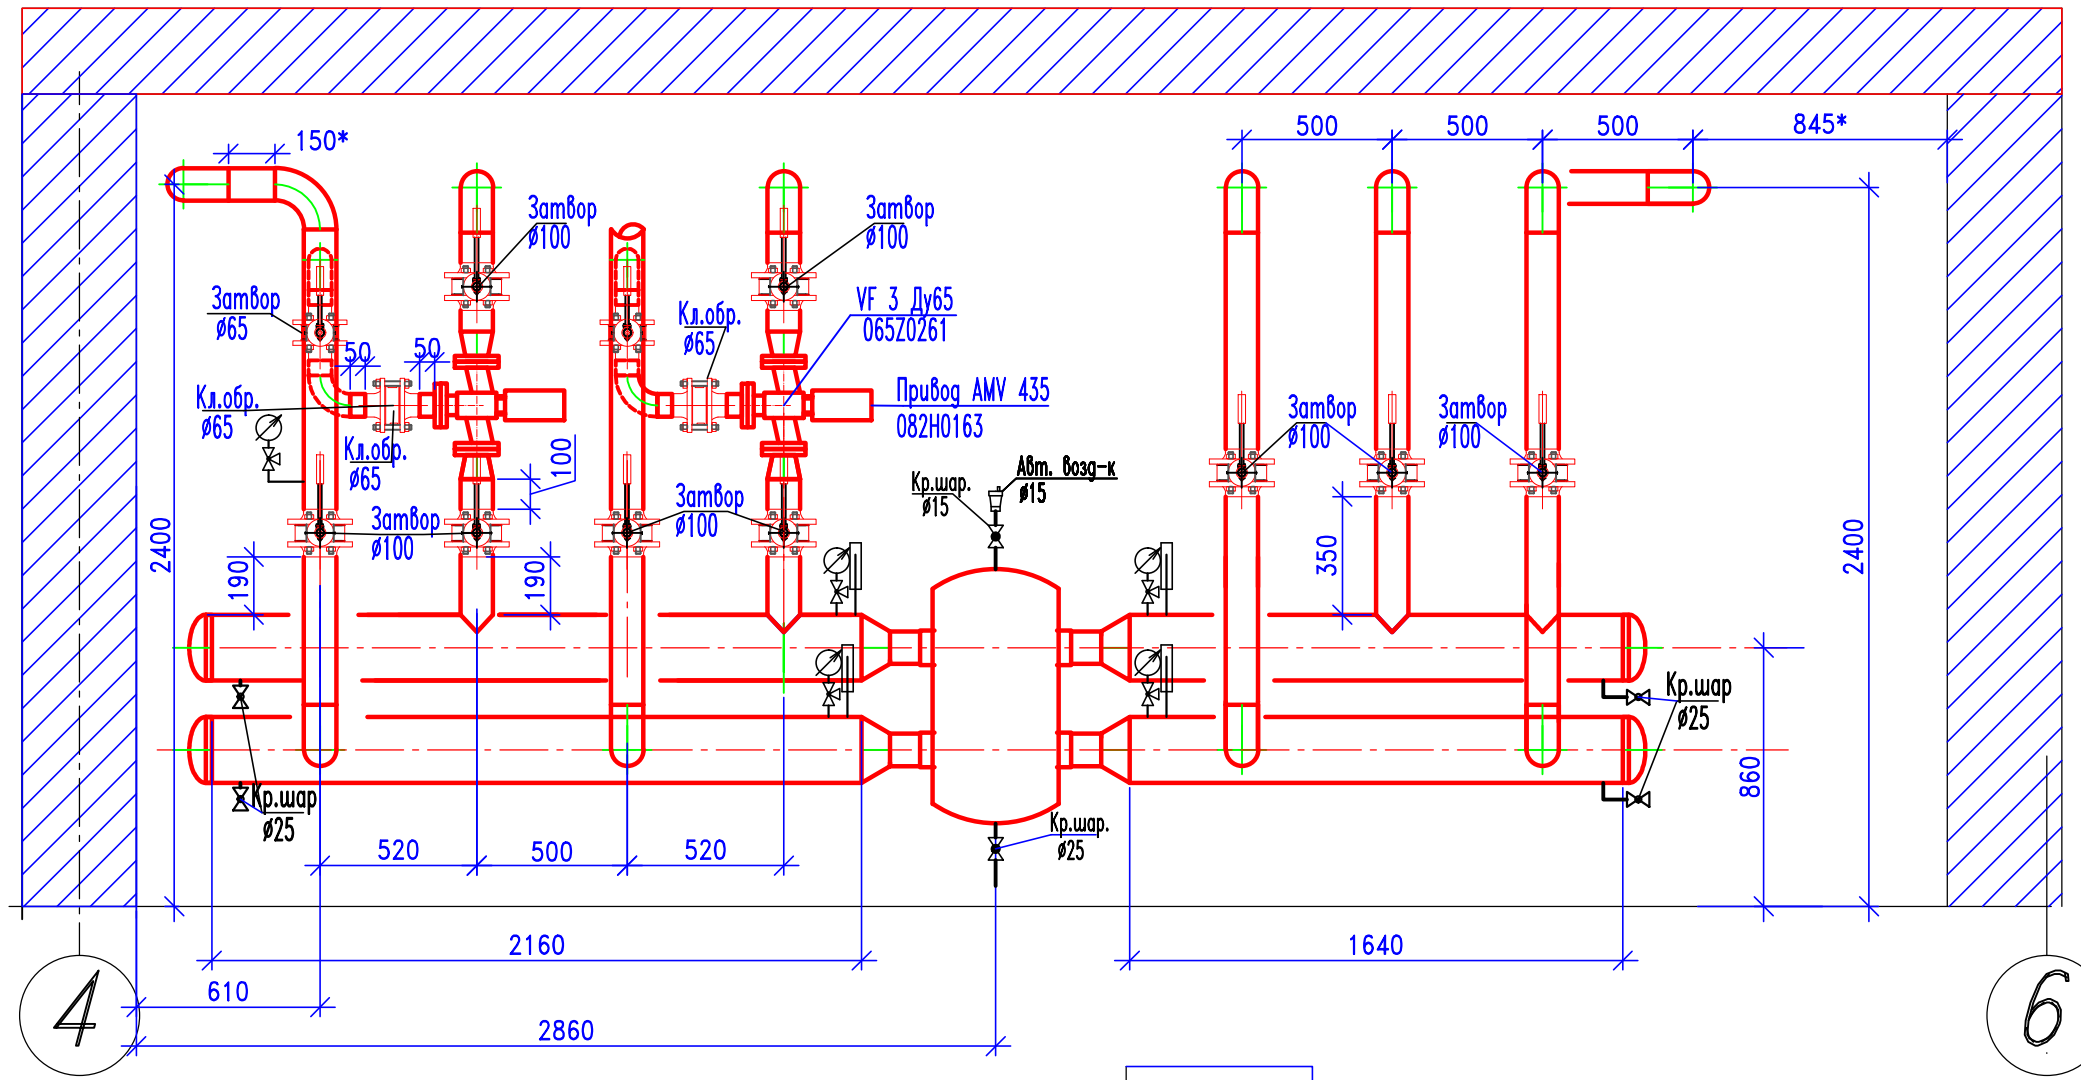 150*
500
500
500
845*
Затвор
ø100
Затвор
ø100
Затвор
ø65
VF 3 Ду65
065Z0261
Кл.обр.
ø65
50
50
Привод AMV 435
082H0163
Кл.обр.
ø65
Кл.обр.
ø65
100
Затвор
ø100
Затвор
ø100
Затвор
ø100
Затвор
ø100
Кр.шар.
ø15
Авт. возд-к
ø15
2400
190
190
350
2400
Кр.шар
ø25
Кр.шар
ø25
Кр.шар.
ø25
860
520
500
520
2160
1640
610
2860
4
6